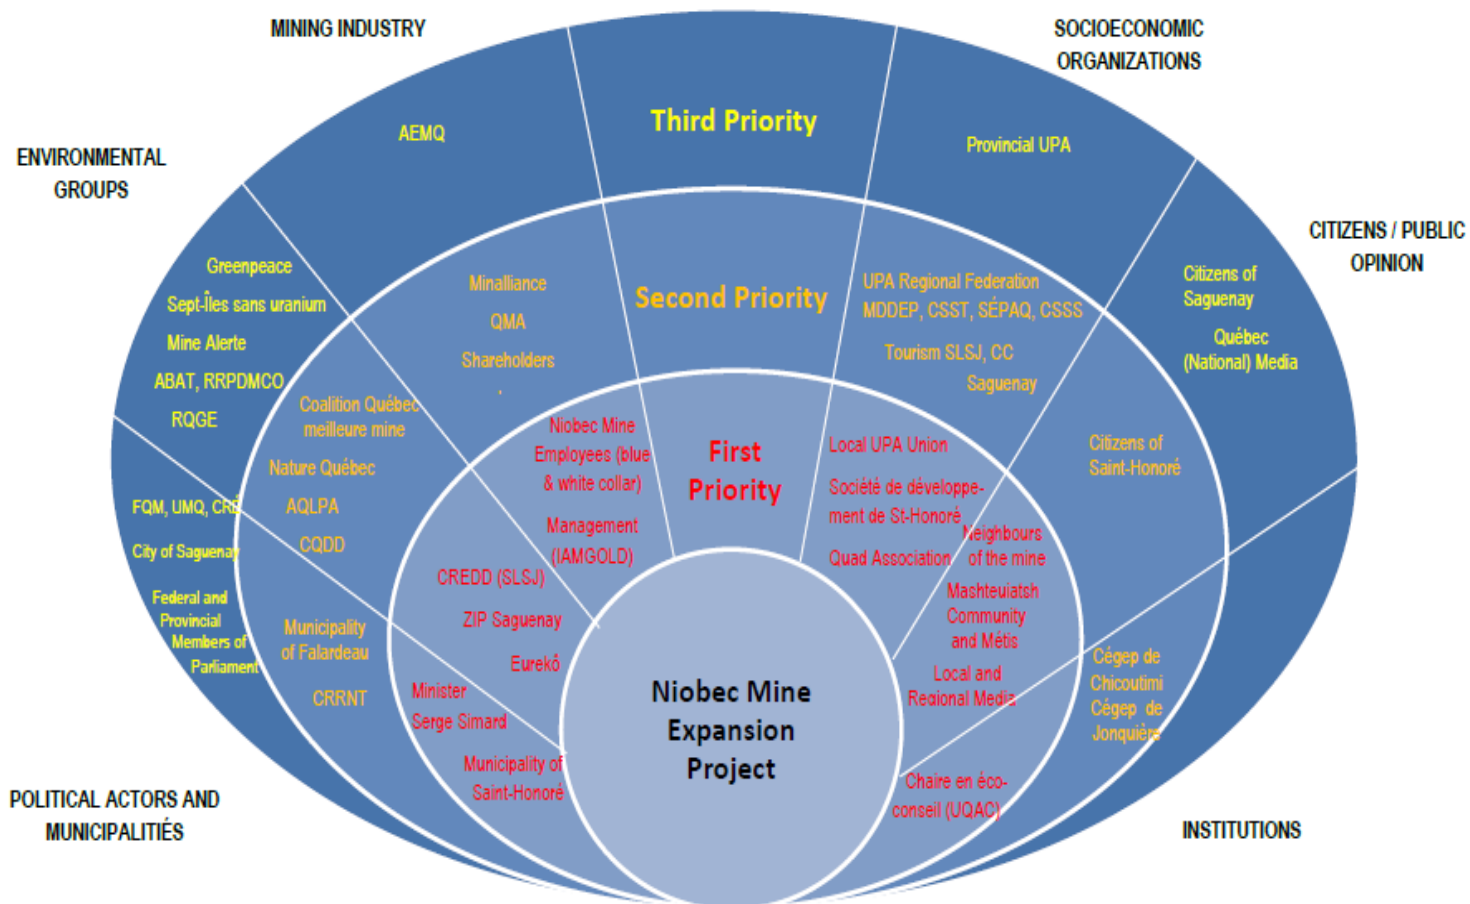 MINING INDUSTRY
SOCIOECONOMIC
ORGANIZATIONS
ENVIRONMENTAL
GROUPS
CITIZENS / PUBLIC
OPINION
POLITICAL ACTORS AND
MUNICIPALITIÉS
INSTITUTIONS
Third Priority
AEMQ
Provincial UPA
Greenpeace
Sept-Îles sans uranium
Mine Alerte
ABAT, RRPDMCO
RQGE
Citizens of
Saguenay
Québec
(National) Media
FQM, UMQ, CRÉ
City of Saguenay
Federal and
Provincial
Members of
Parliament
Second Priority
Minalliance
QMA
Shareholders
.
UPA Regional Federation
MDDEP, CSST, SÉPAQ, CSSS
Tourism SLSJ, CC
Saguenay
Coalition Québec
meilleure mine
Nature Québec
AQLPA
CQDD
Citizens of
Saint-Honoré
Municipality
of Falardeau
CRRNT
Cégep de
Chicoutimi
Cégep de
Jonquière
First
Priority
Niobec Mine
Employees (blue
& white collar)
Management
(IAMGOLD)
Local UPA Union
Société de développe-
ment de St-Honoré
Quad Association
Neighbours
of the mine
Mashteuiatsh
Community
and Métis
Local and
Regional Media
CREDD (SLSJ)
ZIP Saguenay
Eurekô
Minister
Serge Simard
Municipality of
Saint-Honoré
Chaire en éco-
conseil (UQAC)
Niobec Mine
Expansion
Project